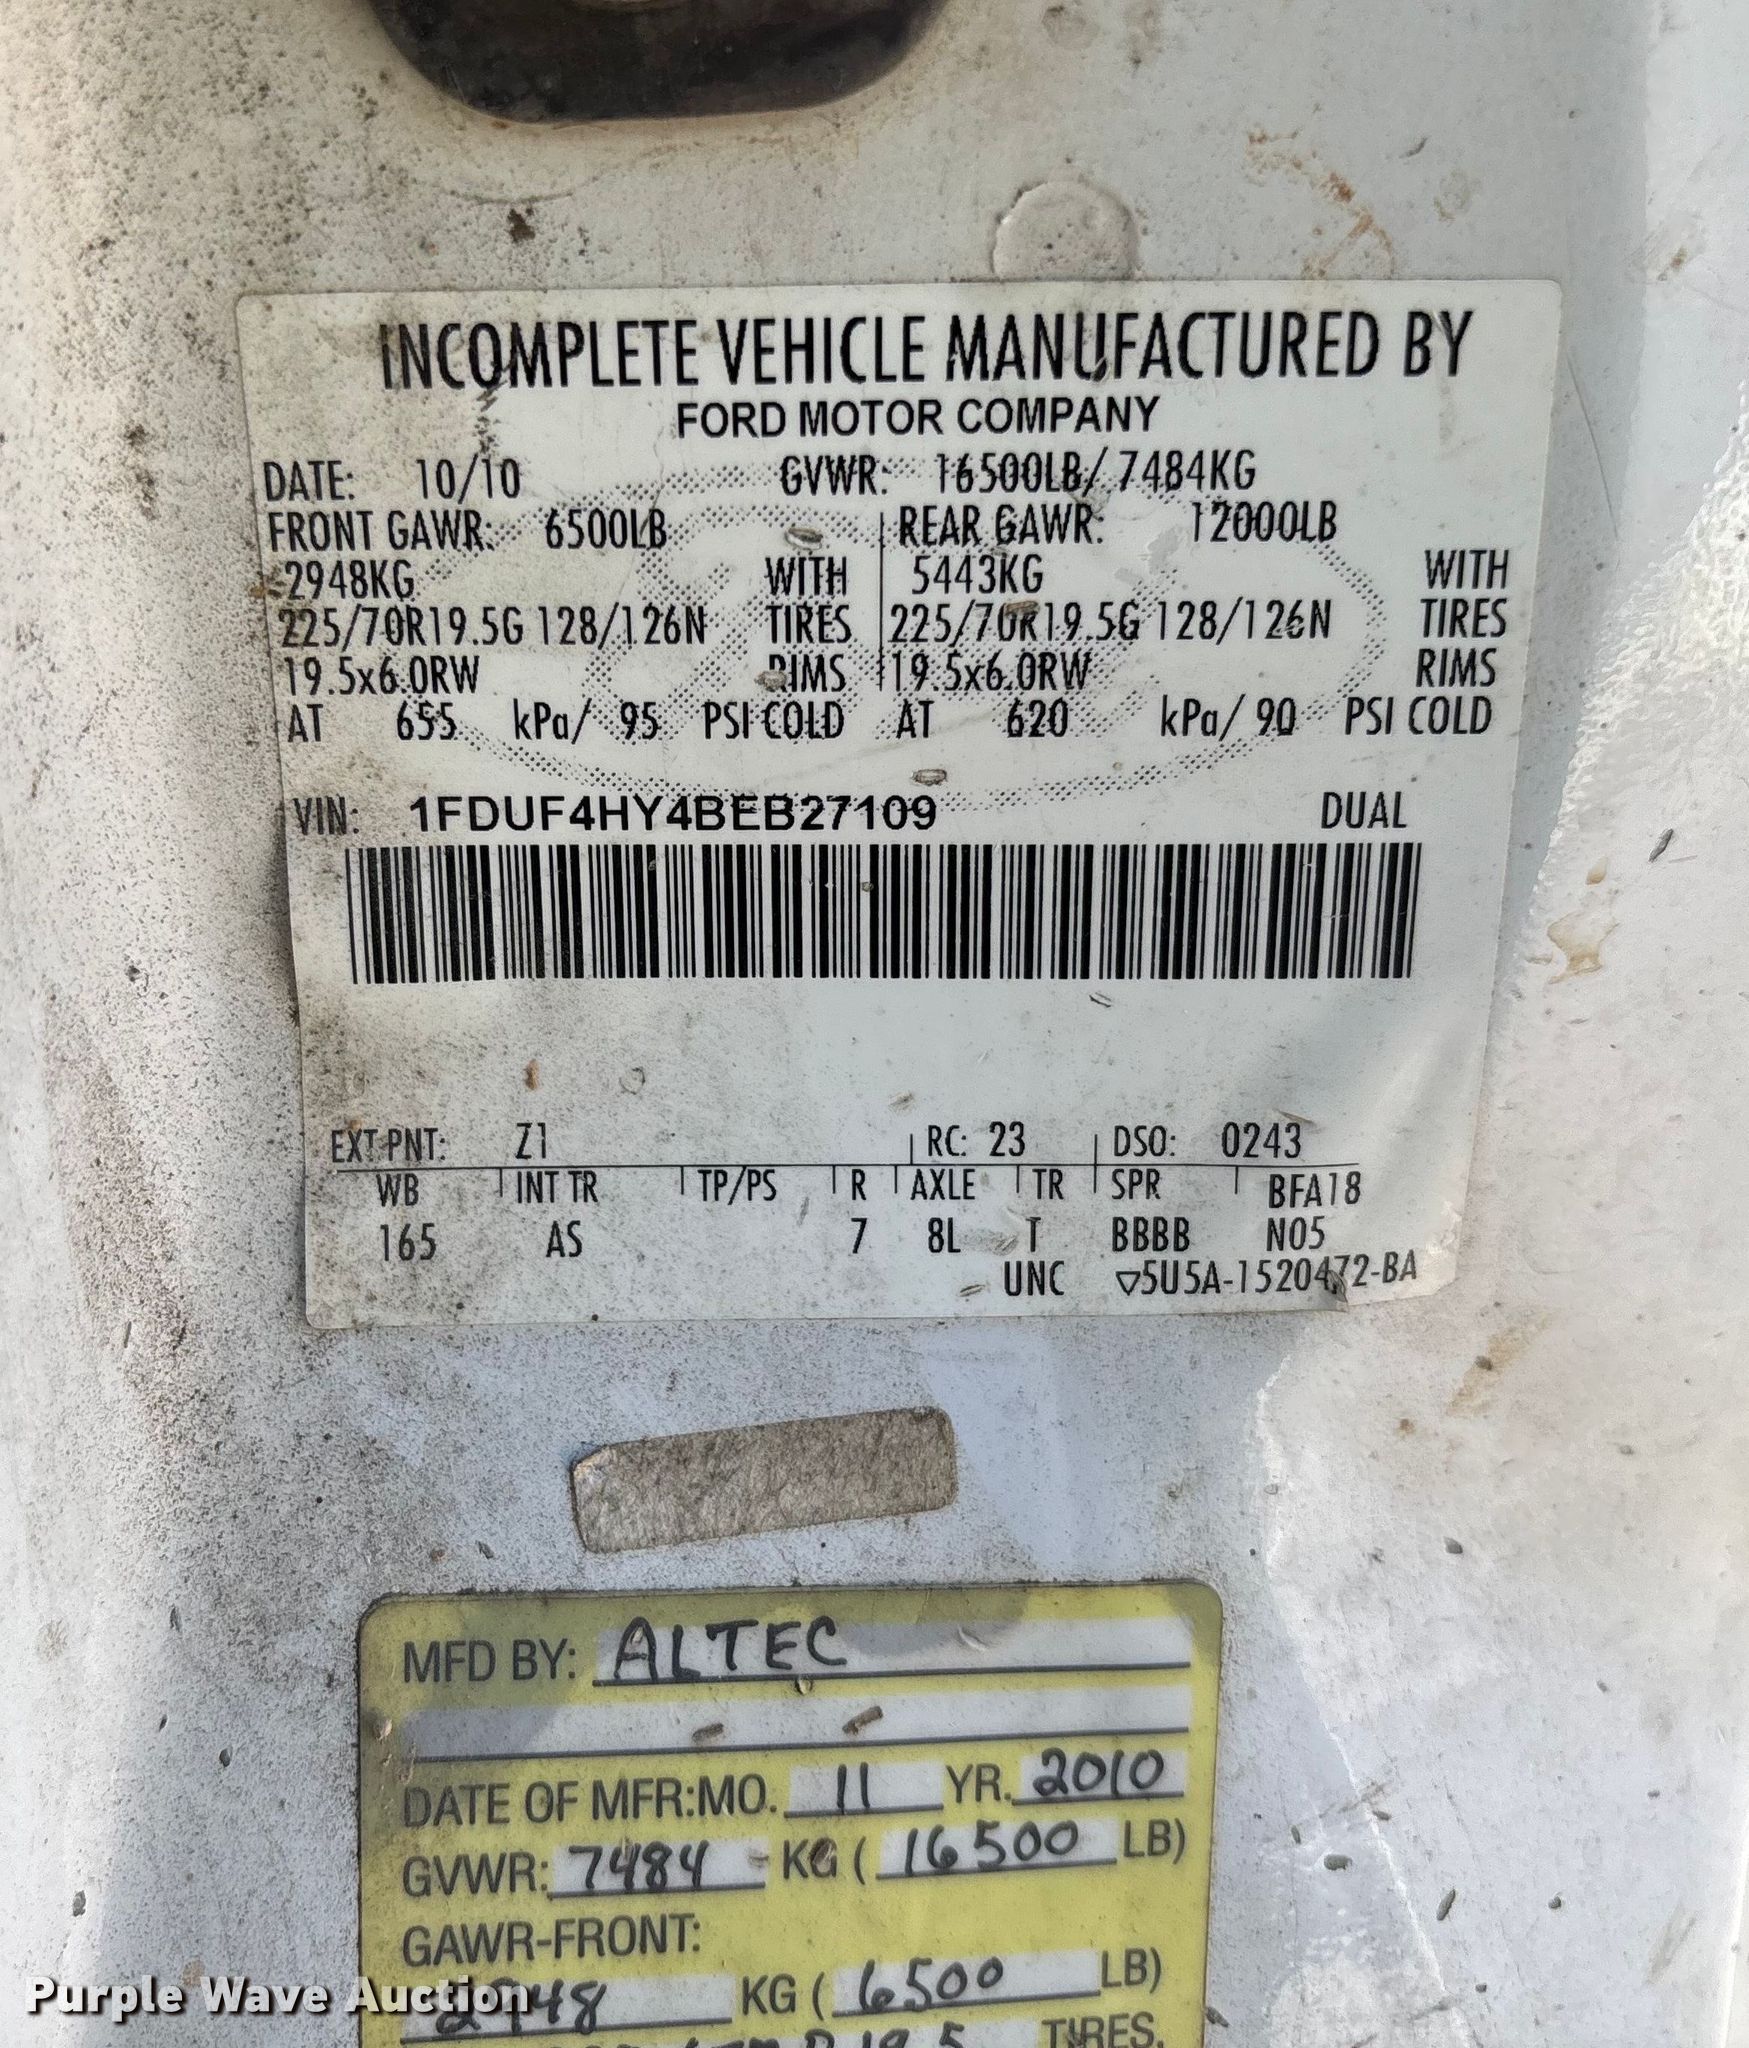 INCOMPLETE VEHICLE MANUFACTURED BY
FORD MOTOR COMPANY
DATE: 10/10 GVWR: 16500LB/ 7484KG
FRONT GAWR: 6500LB REAR GAWR: 12000LB
2948KG WITH 5443KG WITH
225/70R19.5G 128/126N TIRES 225/70R19.5G 128/126N TIRES
19.5x6.0RW RIMS 19.5x6.0RW RIMS
AT 655 kPa/ 95 PSI COLD AT 620 kPa/ 90 PSI COLD
VIN: 1FDUF4HY4BEB27109 DUAL
EXT PNT: Z1 RC: 23 DSO: 0243
WB INT TR TP/PS R AXLE TR SPR BFA18
165 AS 7 8L T BBBB N05
UNC ▽5U5A-1520472-BA
MFD BY: ALTEC
DATE OF MFR:MO. 11 YR. 2010
GVWR: 7484 KG ( 16500 LB)
GAWR-FRONT:
2948 KG ( 6500 LB)
R 19.5 TIRES,
Purple Wave Auction